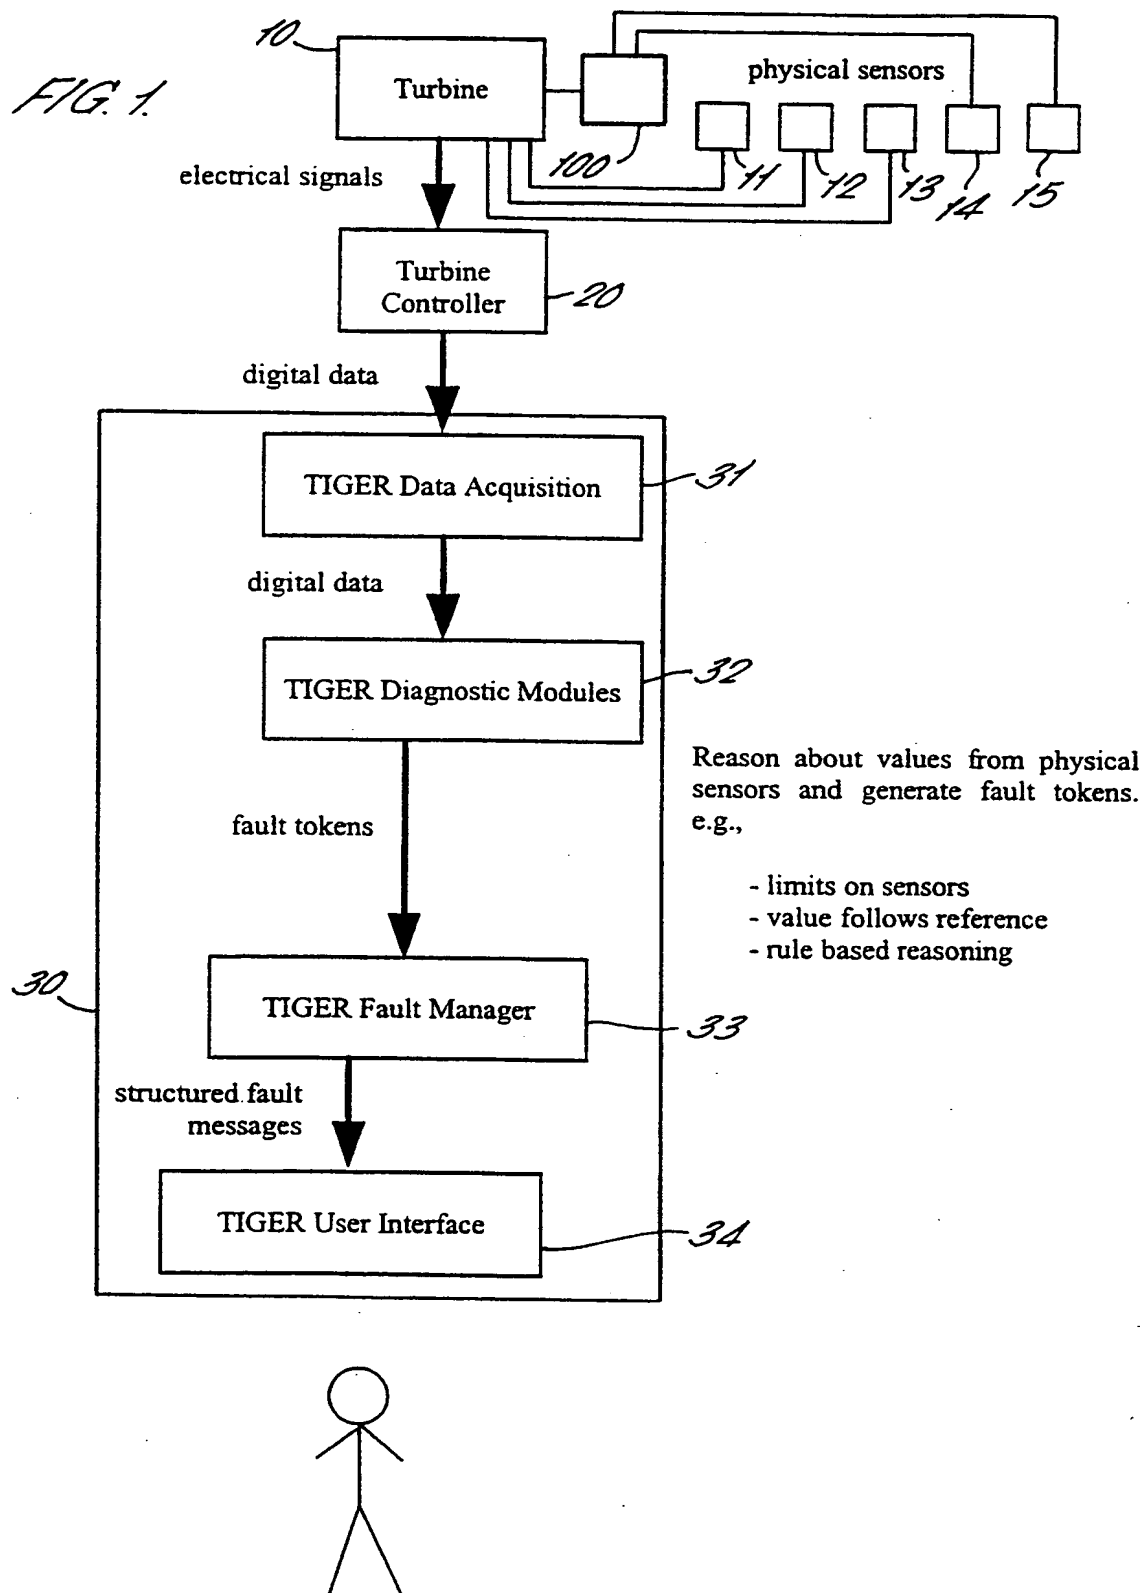 FIG. 1.
10
Turbine
100
physical sensors
11
12
13
14
15
electrical signals
Turbine
Controller
20
digital data
TIGER Data Acquisition
31
digital data
TIGER Diagnostic Modules
32
Reason about values from physical
sensors and generate fault tokens.
e.g.,
- limits on sensors
- value follows reference
- rule based reasoning
fault tokens
30
TIGER Fault Manager
33
structured fault
messages
TIGER User Interface
34